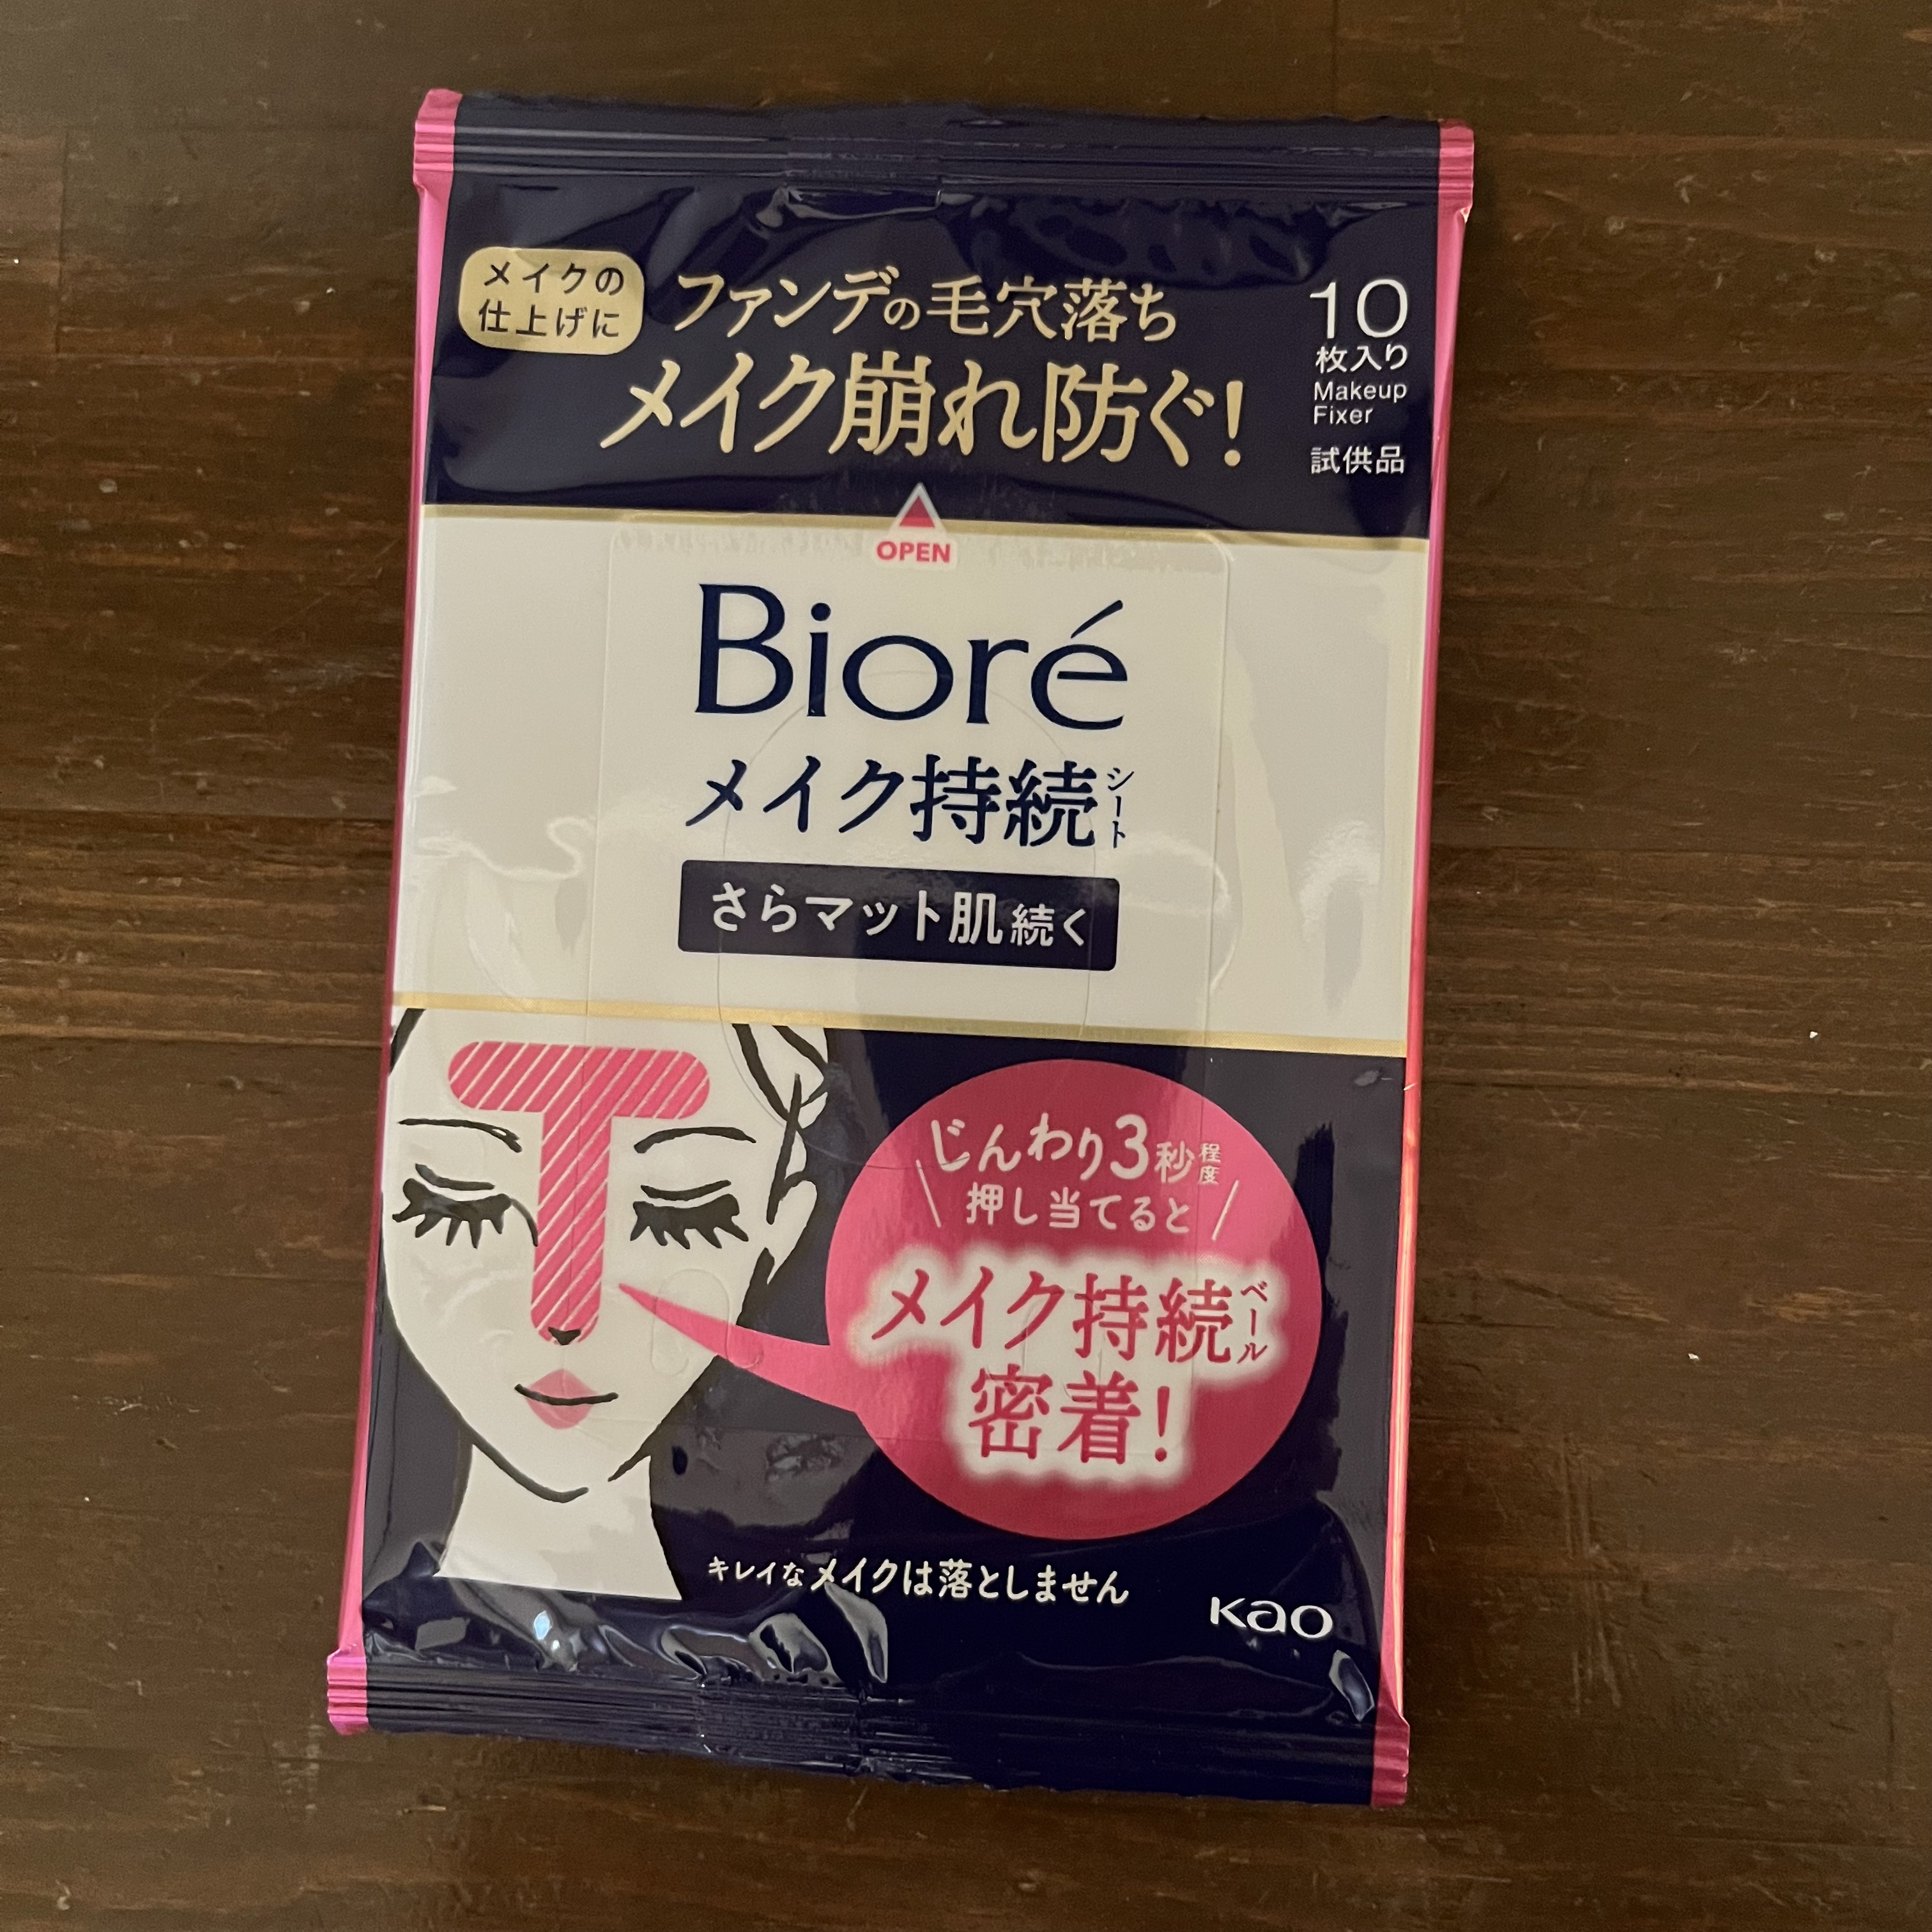 メイクの
仕上げに
ファンデの毛穴落ち
メイク崩れ防ぐ!
10
枚入り
Makeup
Fixer
試供品
OPEN
Bioré
メイク持続シート
さらマット肌続く
じんわり3秒程度
押し当てると
メイク持続ベール
密着!
キレイなメイクは落としません
Kao